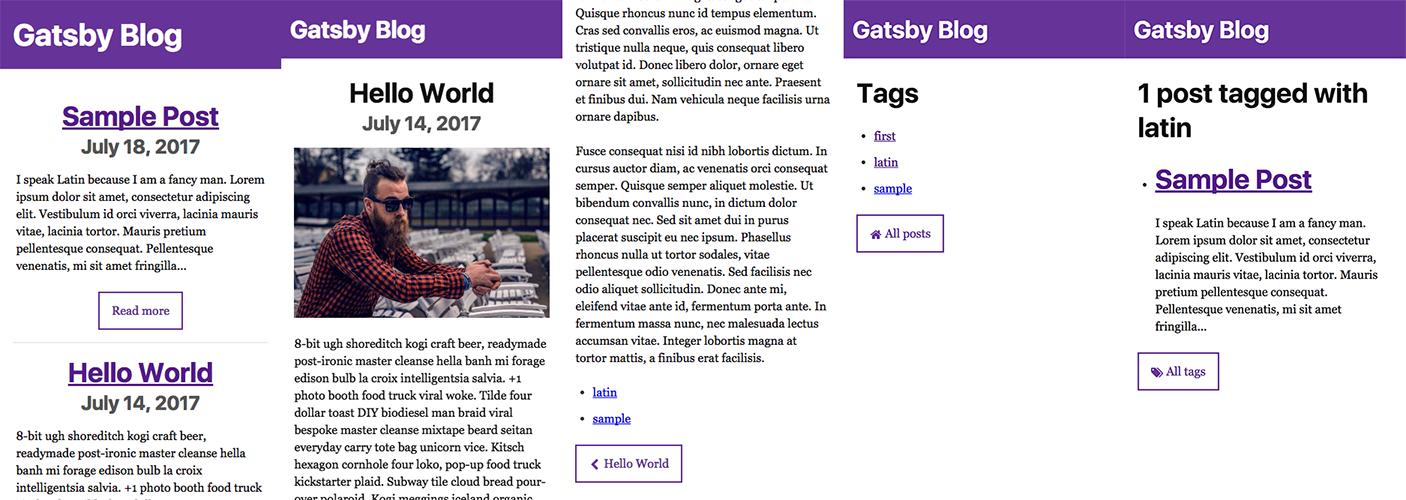 Gatsby Blog
Sample Post
July 18, 2017
I speak Latin because I am a fancy man. Lorem
ipsum dolor sit amet, consectetur adipiscing
elit. Vestibulum id orci viverra, lacinia mauris
vitae, lacinia tortor. Mauris pretium
pellentesque consequat. Pellentesque
venenatis, mi sit amet fringilla...
Read more
Hello World
July 14, 2017
8-bit ugh shoreditch kogi craft beer,
readymade post-ironic master cleanse hella
banh mi forage edison bulb la croix
intelligentsia salvia. +1 photo booth food truck
Gatsby Blog
Hello World
July 14, 2017
8-bit ugh shoreditch kogi craft beer, readymade
post-ironic master cleanse hella banh mi forage
edison bulb la croix intelligentsia salvia. +1
photo booth food truck viral woke. Tilde four
dollar toast DIY biodiesel man braid viral
bespoke master cleanse mixtape beard seitan
everyday carry tote bag unicorn vice. Kitsch
hexagon cornhole four loko, pop-up food truck
kickstarter plaid. Subway tile cloud bread pour-
over polaroid. Kogi meggings iceland organic
Quisque rhoncus nunc id tempus elementum.
Cras sed convallis eros, ac euismod magna. Ut
tristique nulla neque, quis consequat libero
volutpat id. Donec libero dolor, ornare eget
ornare sit amet, sollicitudin nec ante. Praesent
et finibus dui. Nam vehicula neque facilisis urna
ornare dapibus.
Fusce consequat nisi id nibh lobortis dictum. In
cursus auctor diam, ac venenatis orci consequat
semper. Quisque semper aliquet molestie. Ut
bibendum convallis nunc, in dictum dolor
consequat nec. Sed sit amet dui in purus
placerat suscipit eu nec ipsum. Phasellus
rhoncus nulla ut tortor sodales, vitae
pellentesque odio venenatis. Sed facilisis nec
odio aliquet sollicitudin. Donec ante mi,
eleifend vitae ante id, fermentum porta ante. In
fermentum massa nunc, nec malesuada lectus
accumsan vitae. Integer lobortis magna at
tortor mattis, a finibus erat facilisis.
latin
sample
Hello World
Gatsby Blog
Tags
first
latin
sample
All posts
Gatsby Blog
1 post tagged with
latin
Sample Post
I speak Latin because I am a fancy man.
Lorem ipsum dolor sit amet, consectetur
adipiscing elit. Vestibulum id orci viverra,
lacinia mauris vitae, lacinia tortor. Mauris
pretium pellentesque consequat.
Pellentesque venenatis, mi sit amet
fringilla...
All tags